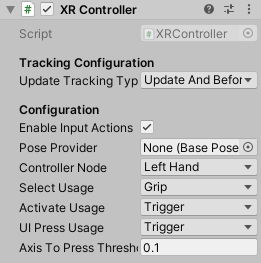 XR Controller
Script XRController
Tracking Configuration
Update Tracking Typ Update And Befor
Configuration
Enable Input Actions
Pose Provider None (Base Pose
Controller Node Left Hand
Select Usage Grip
Activate Usage Trigger
UI Press Usage Trigger
Axis To Press Thresh 0.1